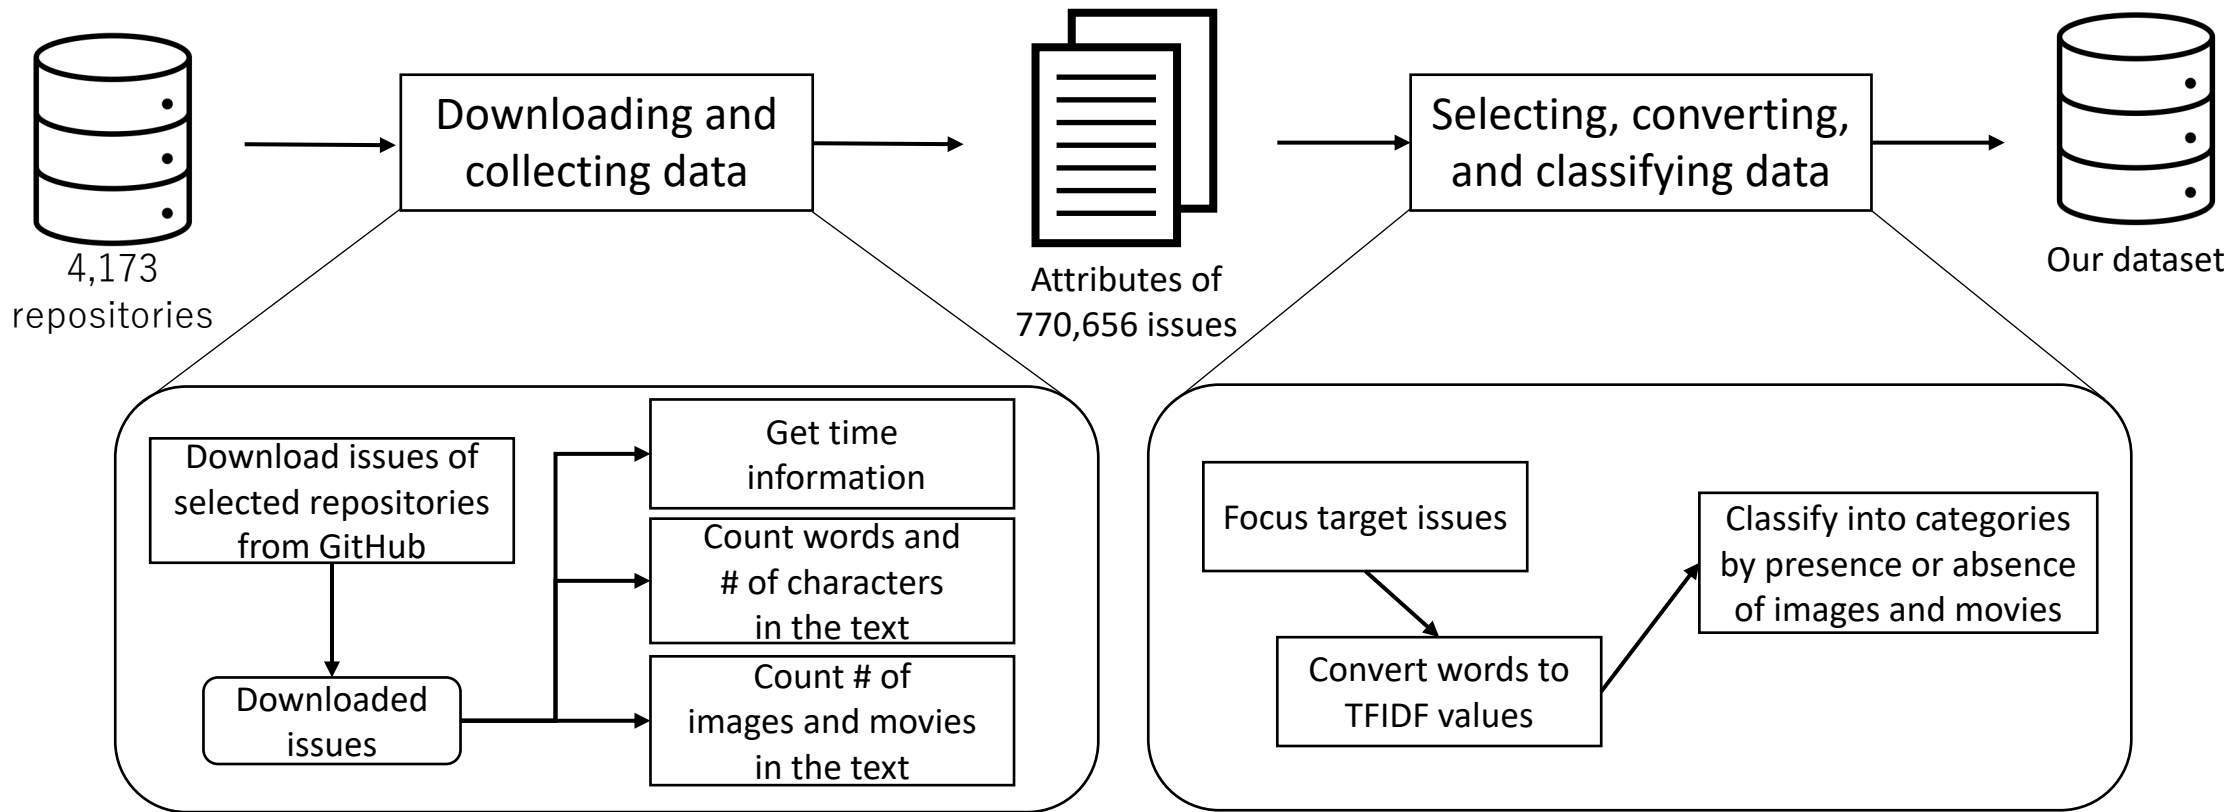 4,173
repositories
Downloading and
collecting data
Attributes of
770,656 issues
Selecting, converting,
and classifying data
Our dataset
Download issues of
selected repositories
from GitHub
Downloaded
issues
Get time
information
Count words and
# of characters
in the text
Count # of
images and movies
in the text
Focus target issues
Convert words to
TFIDF values
Classify into categories
by presence or absence
of images and movies